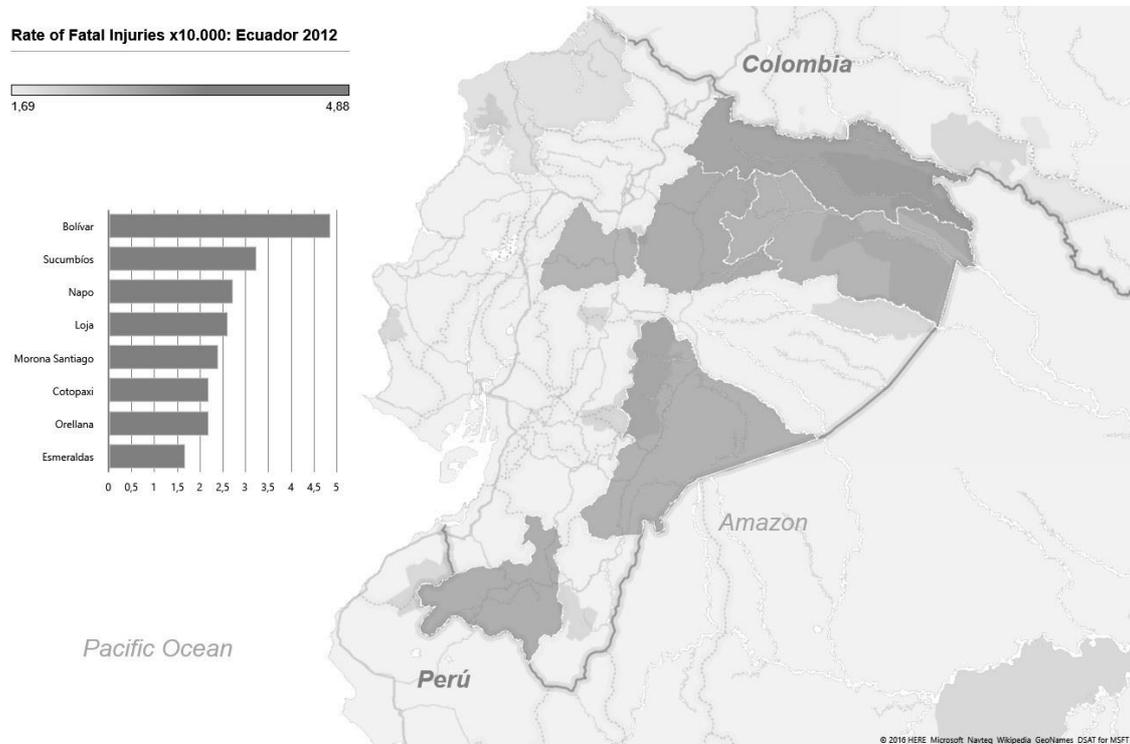 Rate of Fatal Injuries x10.000: Ecuador 2012
1,69 4,88
Colombia
Bolívar
Sucumbíos
Napo
Loja
Morona Santiago
Cotopaxi
Orellana
Esmeraldas
0 0,5 1 1,5 2 2,5 3 3,5 4 4,5 5
Amazon
Pacific Ocean
Perú
© 2016 HERE Microsoft Navteq Wikipedia GeoNames DSAT for MSFT